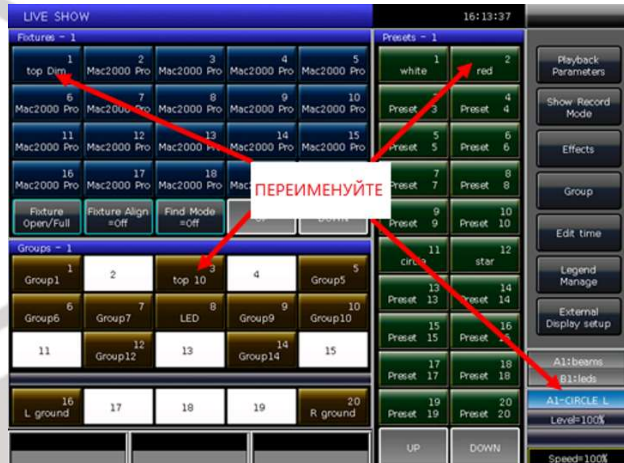 LIVE SHOW
16:13:37
Fixtures - 1
1
top Dim
2
Mac2000 Pro
3
Mac2000 Pro
4
Mac2000 Pro
5
Mac2000 Pro
6
Mac2000 Pro
7
Mac2000 Pro
8
Mac2000 Pro
9
Mac2000 Pro
10
Mac2000 Pro
11
Mac2000 Pro
12
Mac2000 Pro
13
Mac2000 Pro
14
Mac2000 Pro
15
Mac2000 Pro
16
Mac2000 Pro
17
Mac2000 Pro
18
Mac2000 Pro
Fixture
Open/Full
Fixture Align
=Off
Find Mode
=Off
ПЕРЕИМЕНУЙТЕ
Groups - 1
1
Group1
2
3
top 10
4
5
Group5
6
Group6
7
Group7
8
LED
9
Group9
10
Group10
11
12
Group12
13
14
Group14
15
16
L ground
17
18
19
20
R ground
Presets - 1
1
white
2
red
Preset 3
4
Preset 4
5
Preset 5
6
Preset 6
7
Preset 7
8
Preset 8
9
Preset 9
10
Preset 10
11
circle
12
star
13
Preset 13
14
Preset 14
15
Preset 15
16
Preset
17
Preset 17
18
Preset 18
19
Preset 19
20
Preset 20
UP
DOWN
Playback
Parameters
Show Record
Mode
Effects
Group
Edit time
Legend
Manage
External
Display setup
A1:beams
B1:leds
A1-CIRCLE L
Level=100%
Speed=100%